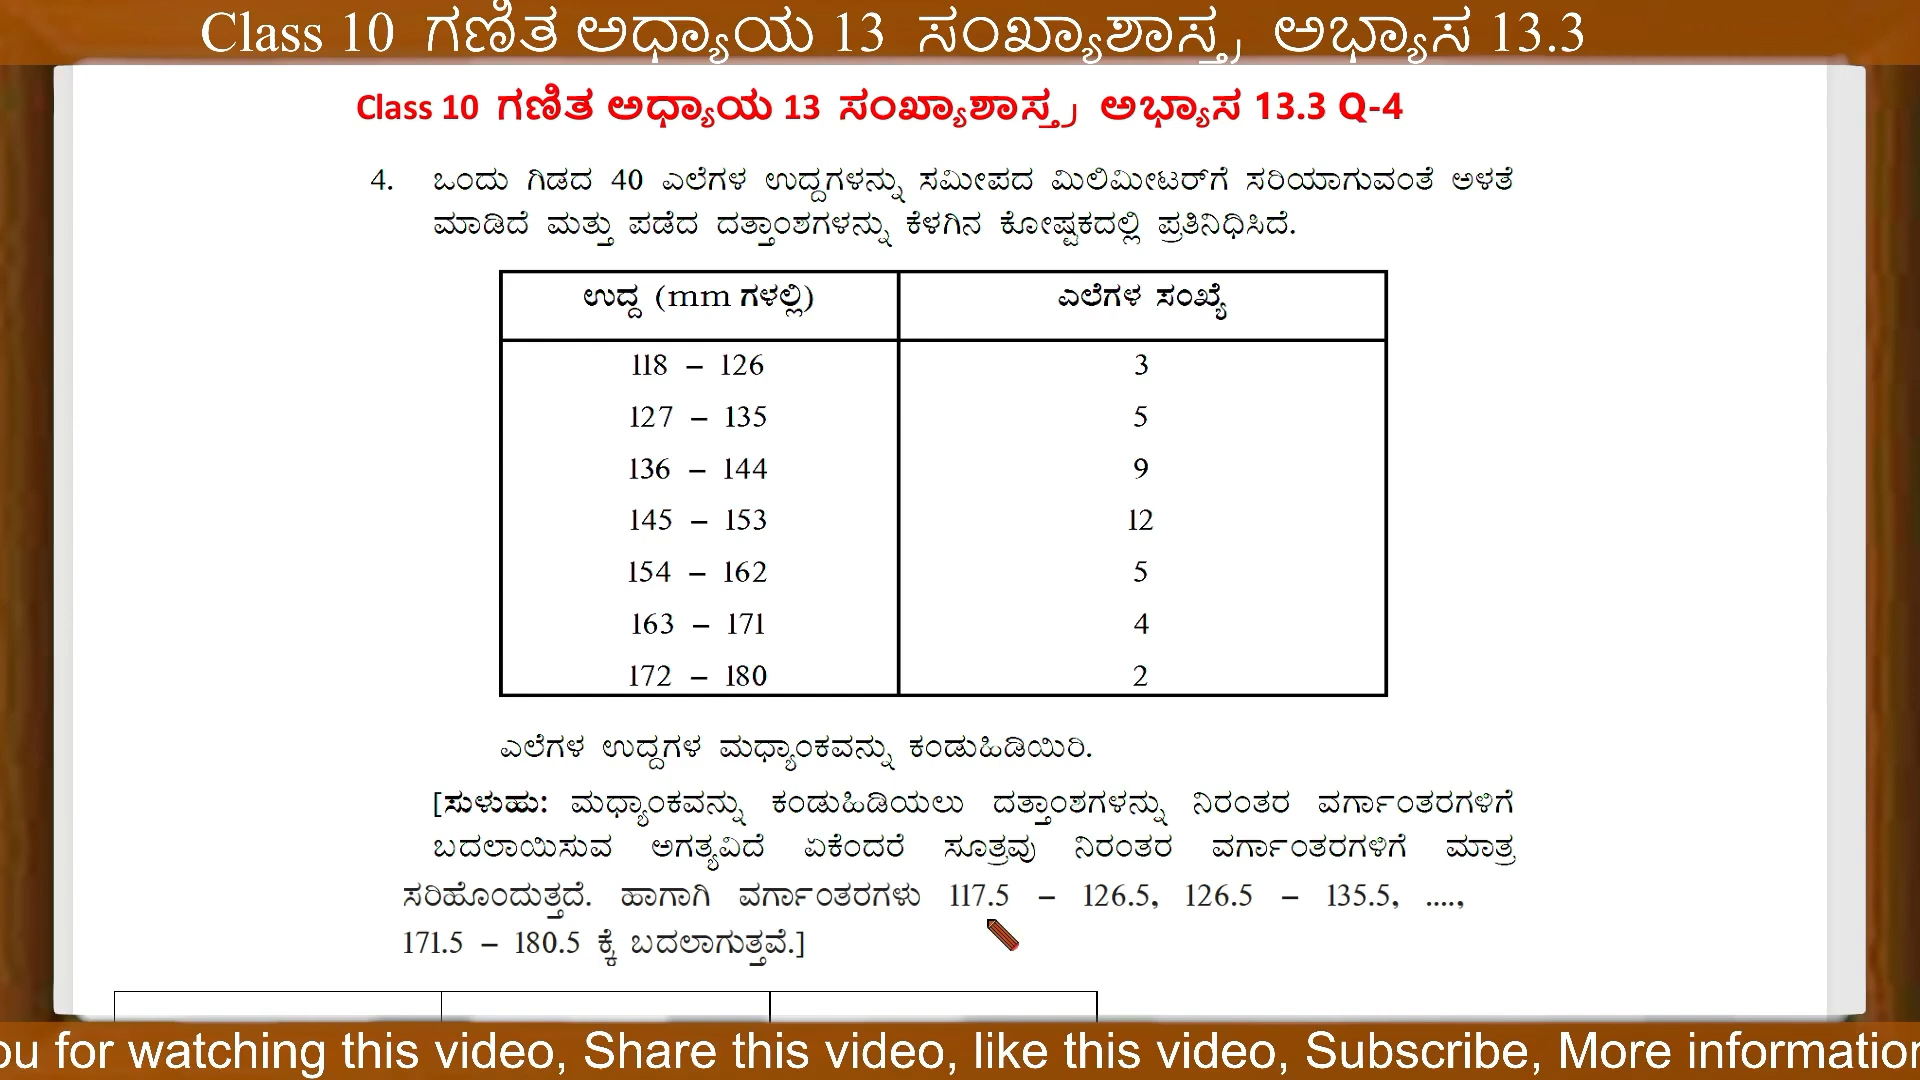 Class 10 ಗಣಿತ ಅಧ್ಯಾಯ 13 ಸಂಖ್ಯಾಶಾಸ್ತ್ರ ಅಭ್ಯಾಸ 13.3
Class 10 ಗಣಿತ ಅಧ್ಯಾಯ 13 ಸಂಖ್ಯಾಶಾಸ್ತ್ರ ಅಭ್ಯಾಸ 13.3 Q-4
4. ಒಂದು ಗಿಡದ 40 ಎಲೆಗಳ ಉದ್ದಗಳನ್ನು ಸಮೀಪದ ಮಿಲಿಮೀಟರ್‌ಗೆ ಸರಿಯಾಗುವಂತೆ ಅಳತೆ
ಮಾಡಿದೆ ಮತ್ತು ಪಡೆದ ದತ್ತಾಂಶಗಳನ್ನು ಕೆಳಗಿನ ಕೋಷ್ಟಕದಲ್ಲಿ ಪ್ರತಿನಿಧಿಸಿದೆ.
ಉದ್ದ (mm ಗಳಲ್ಲಿ) ಎಲೆಗಳ ಸಂಖ್ಯೆ
118 – 126 3
127 – 135 5
136 – 144 9
145 – 153 12
154 – 162 5
163 – 171 4
172 – 180 2
ಎಲೆಗಳ ಉದ್ದಗಳ ಮಧ್ಯಾಂಕವನ್ನು ಕಂಡುಹಿಡಿಯಿರಿ.
[ಸುಳುಹು: ಮಧ್ಯಾಂಕವನ್ನು ಕಂಡುಹಿಡಿಯಲು ದತ್ತಾಂಶಗಳನ್ನು ನಿರಂತರ ವರ್ಗಾಂತರಗಳಿಗೆ
ಬದಲಾಯಿಸುವ ಅಗತ್ಯವಿದೆ ಏಕೆಂದರೆ ಸೂತ್ರವು ನಿರಂತರ ವರ್ಗಾಂತರಗಳಿಗೆ ಮಾತ್ರ
ಸರಿಹೊಂದುತ್ತದೆ. ಹಾಗಾಗಿ ವರ್ಗಾಂತರಗಳು 117.5 – 126.5, 126.5 – 135.5, ....,
171.5 – 180.5 ಕ್ಕೆ ಬದಲಾಗುತ್ತವೆ.]
ou for watching this video, Share this video, like this video, Subscribe, More information